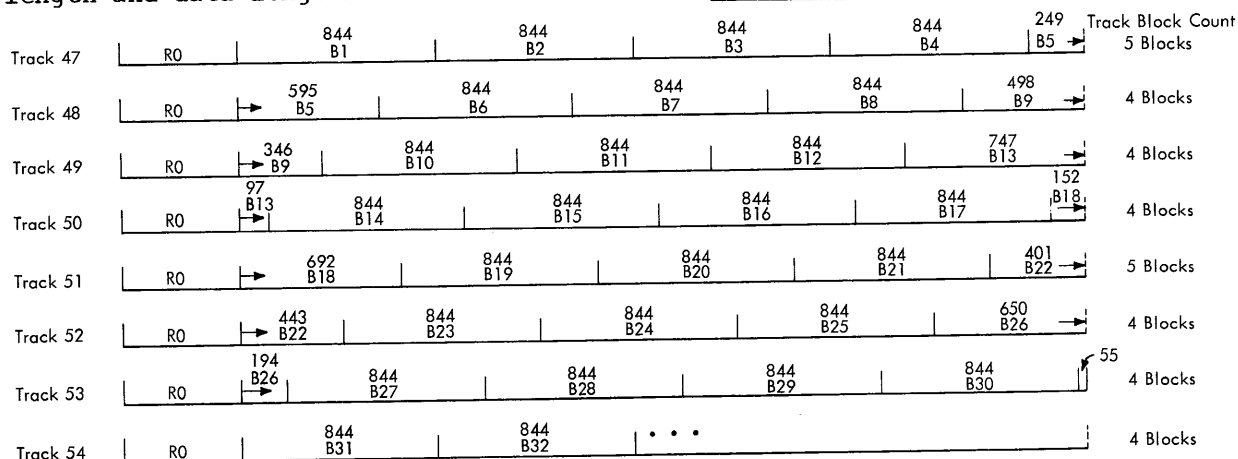 length and data leng
Track Block Count
844 844 844 844 249
Track 47 R0 B1 B2 B3 B4 B5 5 Blocks
595 844 844 844 498
Track 48 R0 B5 B6 B7 B8 B9 4 Blocks
346 844 844 844 747
Track 49 R0 B9 B10 B11 B12 B13 4 Blocks
97 844 844 844 844 152
Track 50 R0 B13 B14 B15 B16 B17 B18 4 Blocks
692 844 844 844 401
Track 51 R0 B18 B19 B20 B21 B22 5 Blocks
443 844 844 844 650
Track 52 R0 B22 B23 B24 B25 B26 4 Blocks
194 844 844 844 844 55
Track 53 R0 B26 B27 B28 B29 B30 4 Blocks
844 844 • • •
Track 54 R0 B31 B32 4 Blocks